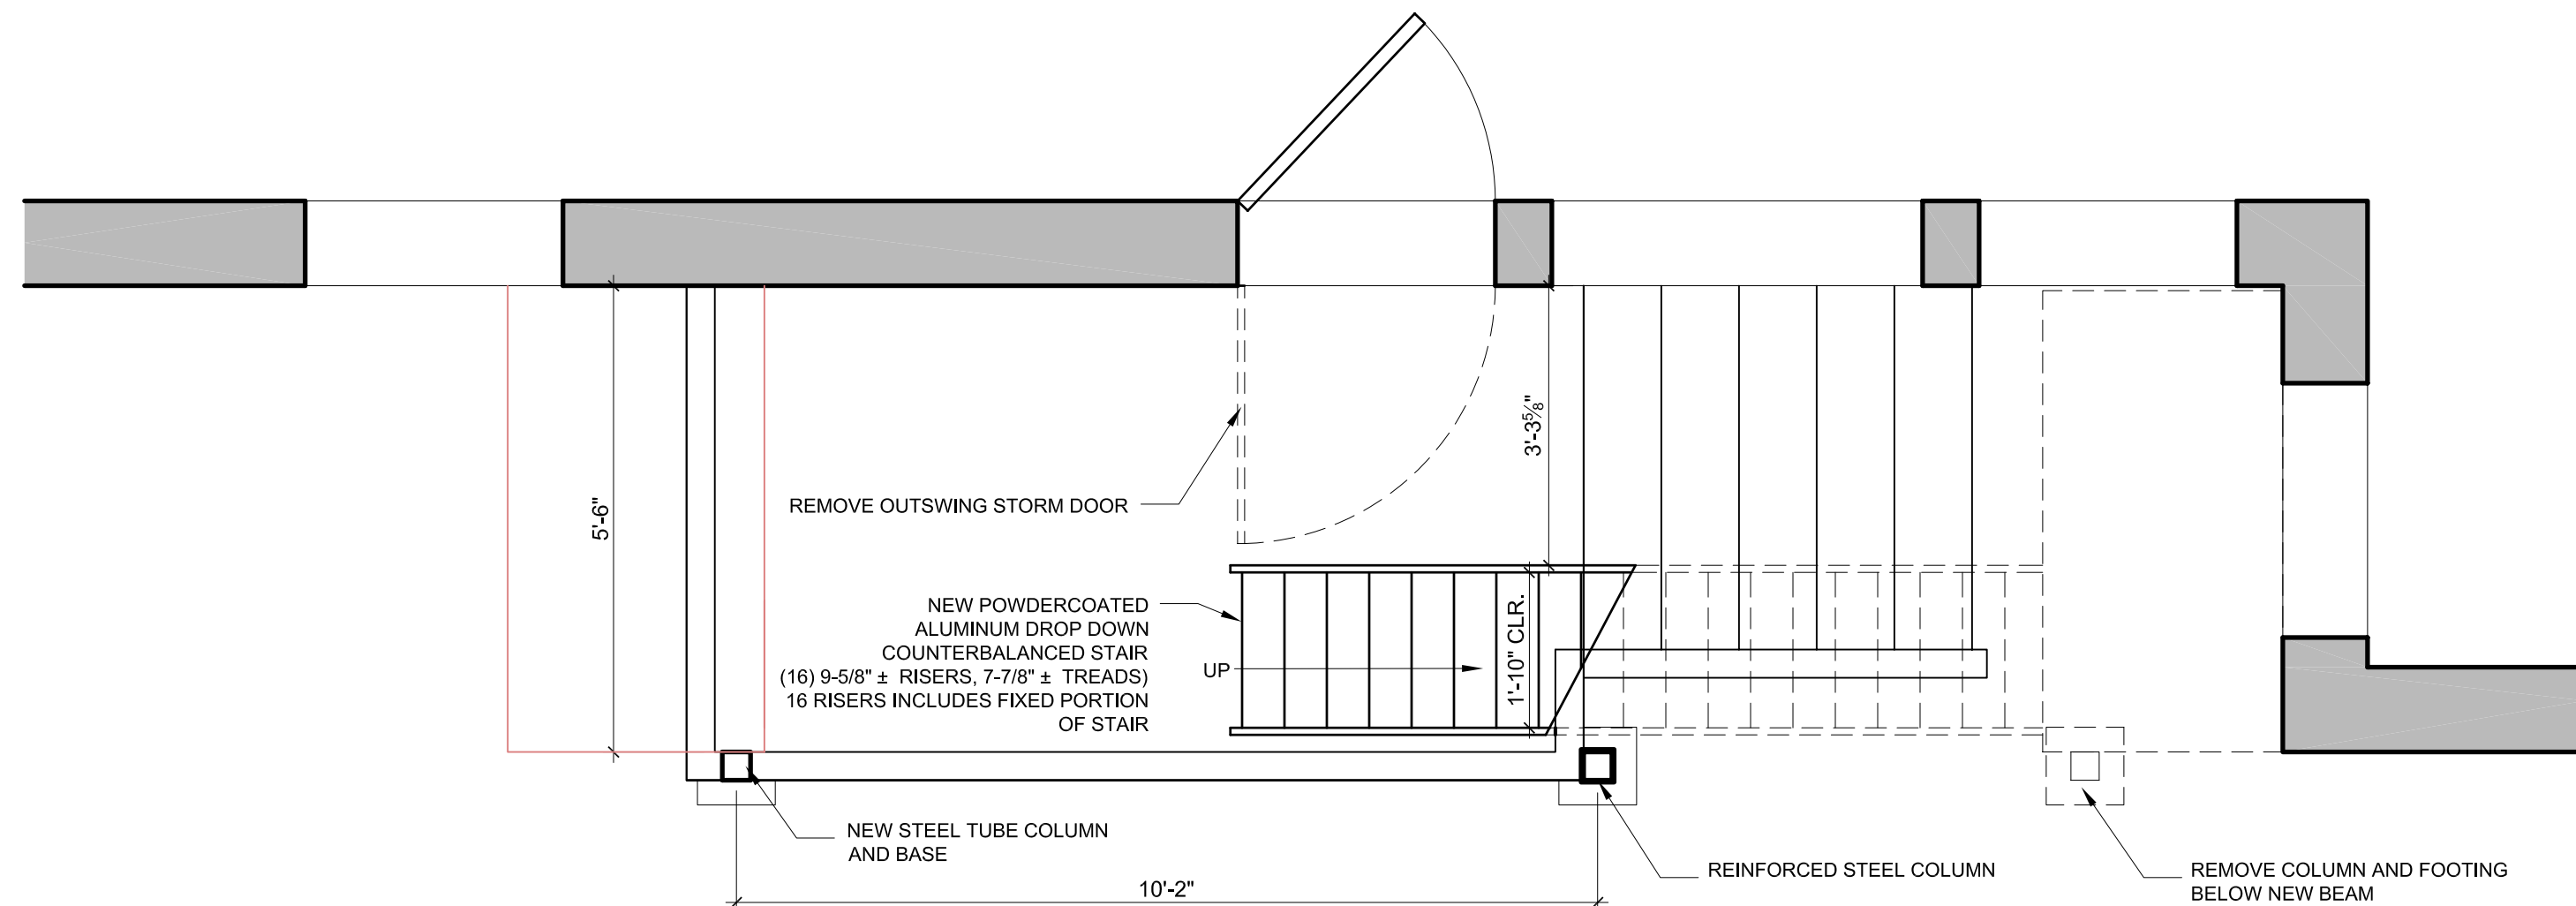 3'-3⅝"
5'-6"
REMOVE OUTSWING STORM DOOR
NEW POWDERCOATED
ALUMINUM DROP DOWN
COUNTERBALANCED STAIR
(16) 9-5/8" ± RISERS, 7-7/8" ± TREADS)
16 RISERS INCLUDES FIXED PORTION
OF STAIR
UP
1'-10" CLR.
NEW STEEL TUBE COLUMN
AND BASE
REINFORCED STEEL COLUMN
REMOVE COLUMN AND FOOTING
BELOW NEW BEAM
10'-2"